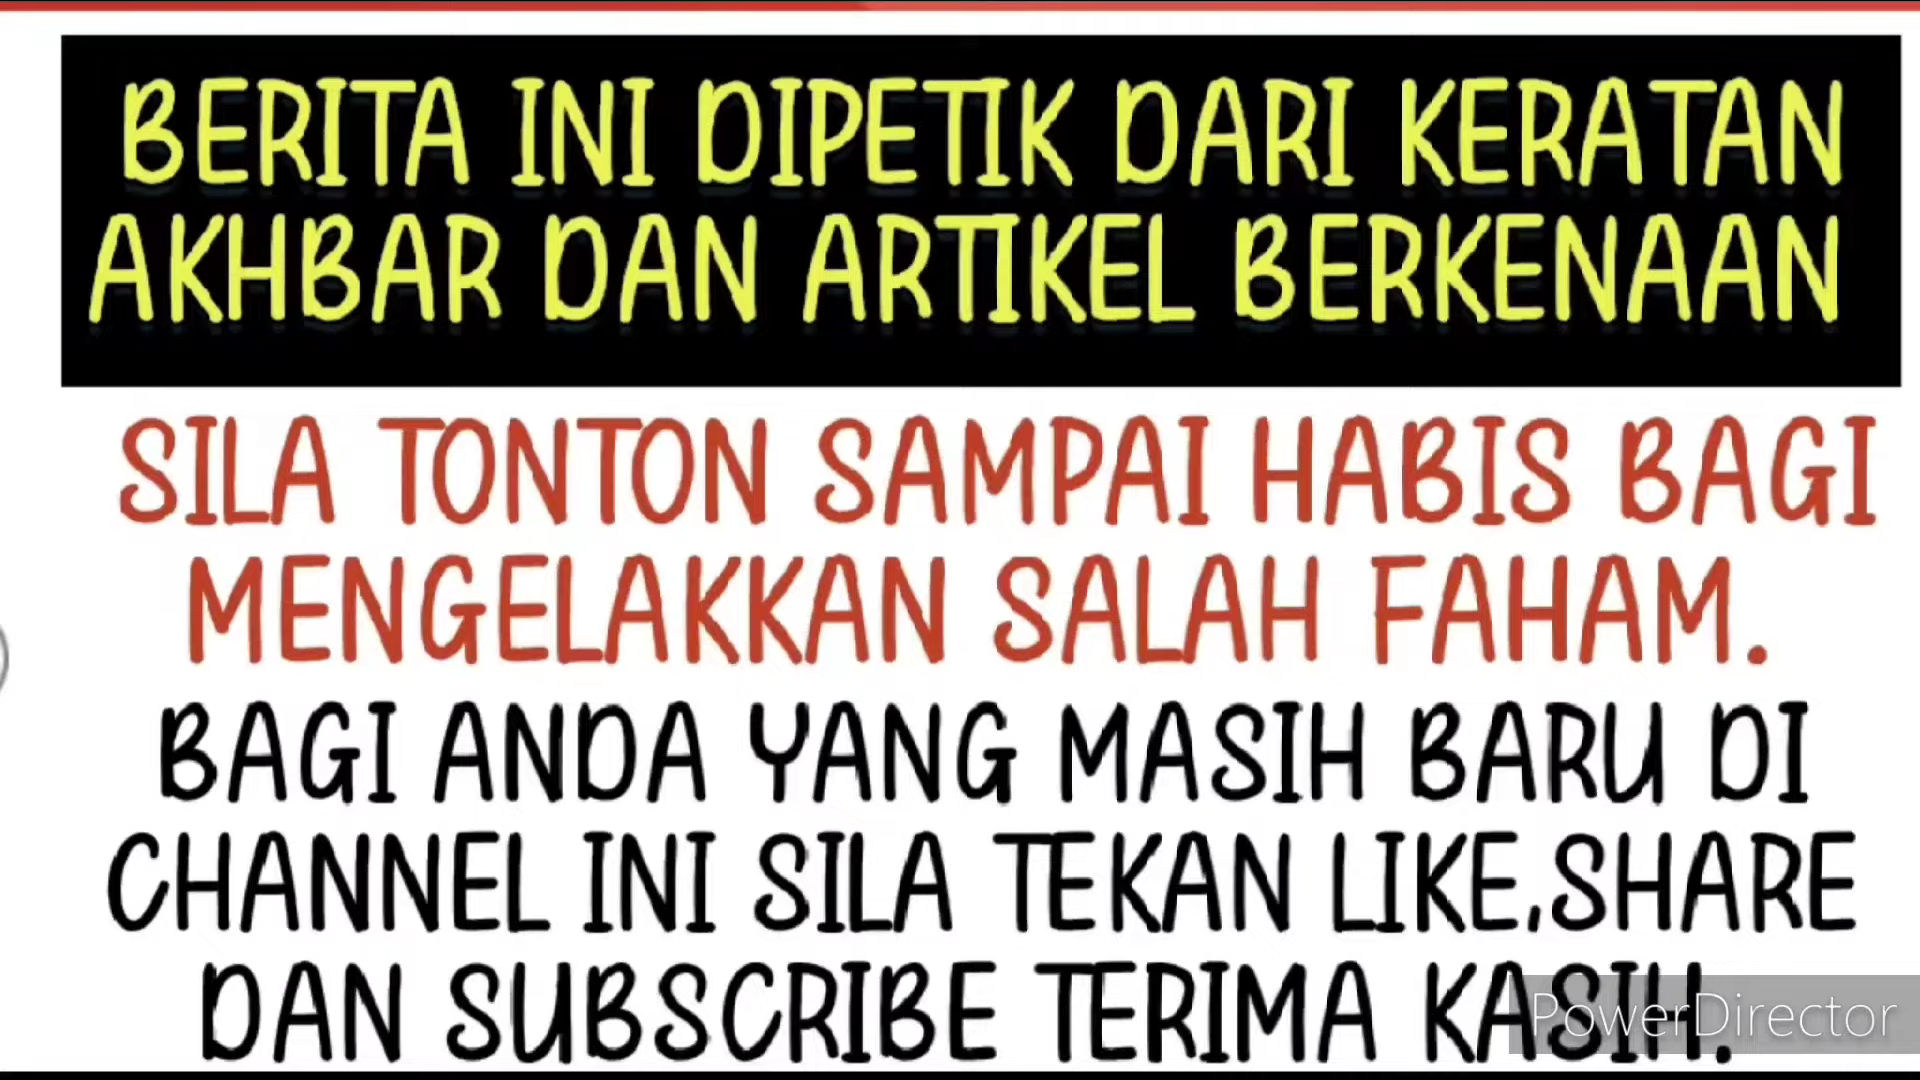 BERITA INI DIPETIK DARI KERATAN
AKHBAR DAN ARTIKEL BERKENAAN
SILA TONTON SAMPAI HABIS BAGI
MENGELAKKAN SALAH FAHAM.
BAGI ANDA YANG MASIH BARU DI
CHANNEL INI SILA TEKAN LIKE,SHARE
DAN SUBSCRIBE TERIMA KASIH.
PowerDirector